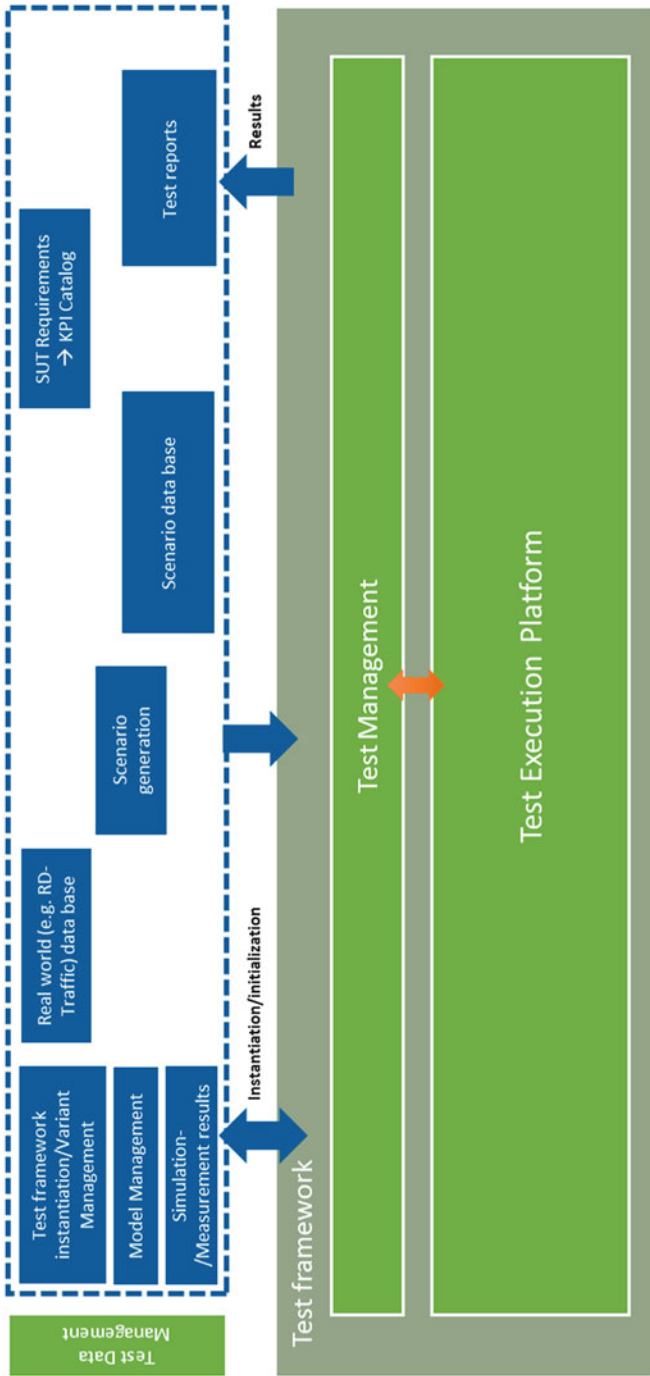 Test Data
Management
Test framework
instantiation/Variant
Management
Model Management
Simulation-
/Measurement results
Real world (e.g. RD-
Traffic) data base
Scenario
generation
Scenario data base
SUT Requirements
→ KPI Catalog
Test reports
Instantiation/initialization
Results
Test framework
Test Management
Test Execution Platform